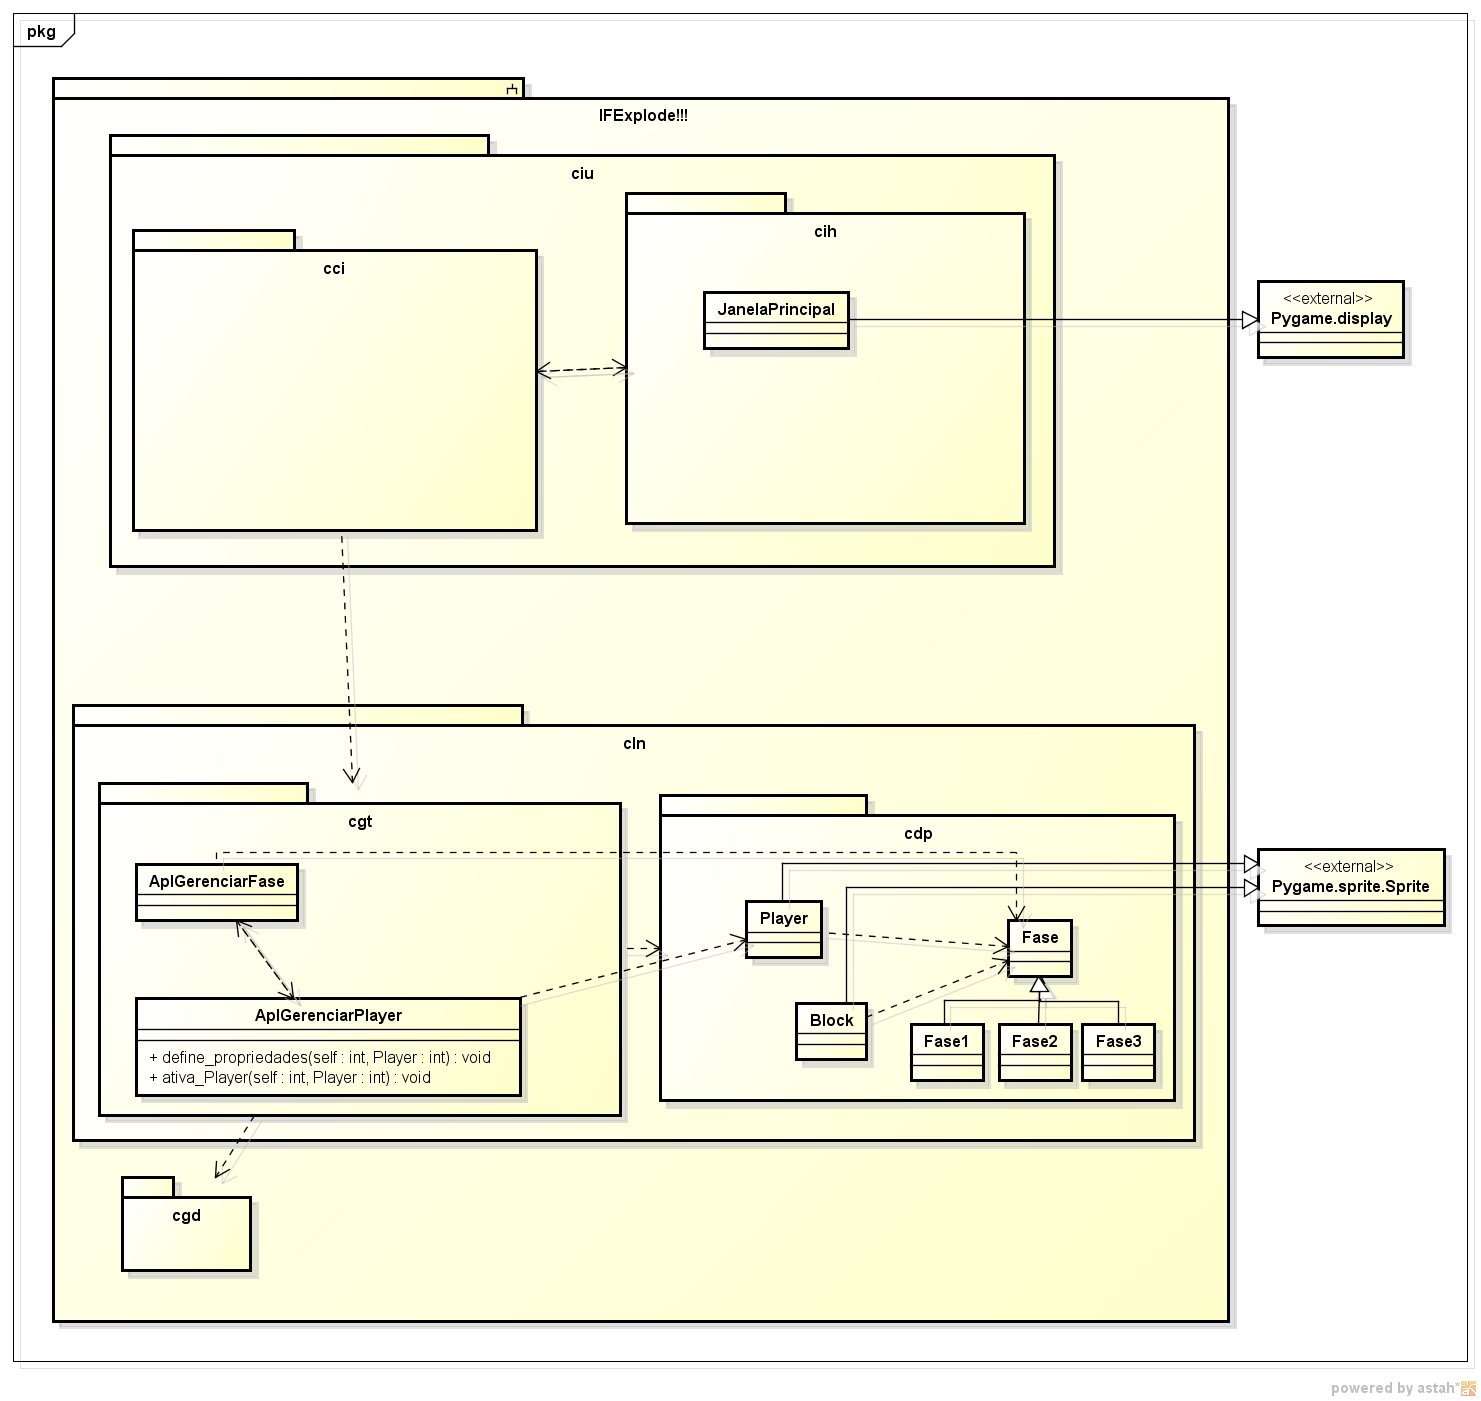 pkg
IFExplode!!!
ciu
cih
cci
JanelaPrincipal
<<external>>
Pygame.display
cln
cgt
cdp
AplGerenciarFase
<<external>>
Pygame.sprite.Sprite
Player
Fase
AplGerenciarPlayer
Block
Fase1
Fase2
Fase3
+ define_propriedades(self : int, Player : int) : void
+ ativa_Player(self : int, Player : int) : void
cgd
powered by astah*